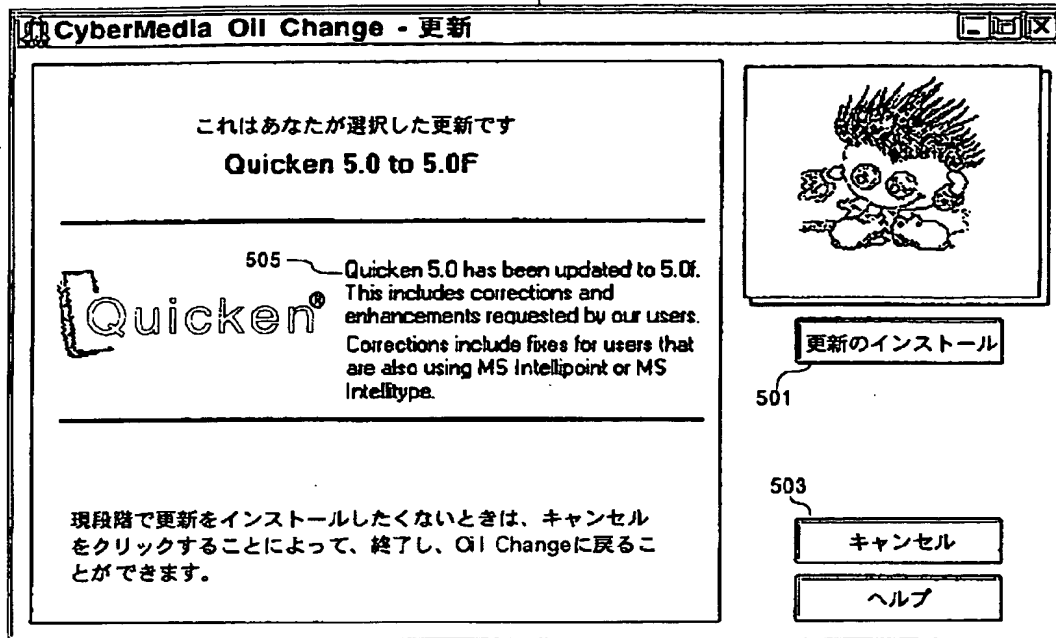 CyberMedia Oil Change - 更新
これはあなたが選択した更新です
Quicken 5.0 to 5.0F
505
Quicken®
Quicken 5.0 has been updated to 5.0f.
This includes corrections and
enhancements requested by our users.
Corrections include fixes for users that
are also using MS Intellipoint or MS
Intellitype.
現段階で更新をインストールしたくないときは、キャンセル
をクリックすることによって、終了し、Oil Changeに戻るこ
とができます。
更新のインストール
501
503
キャンセル
ヘルプ